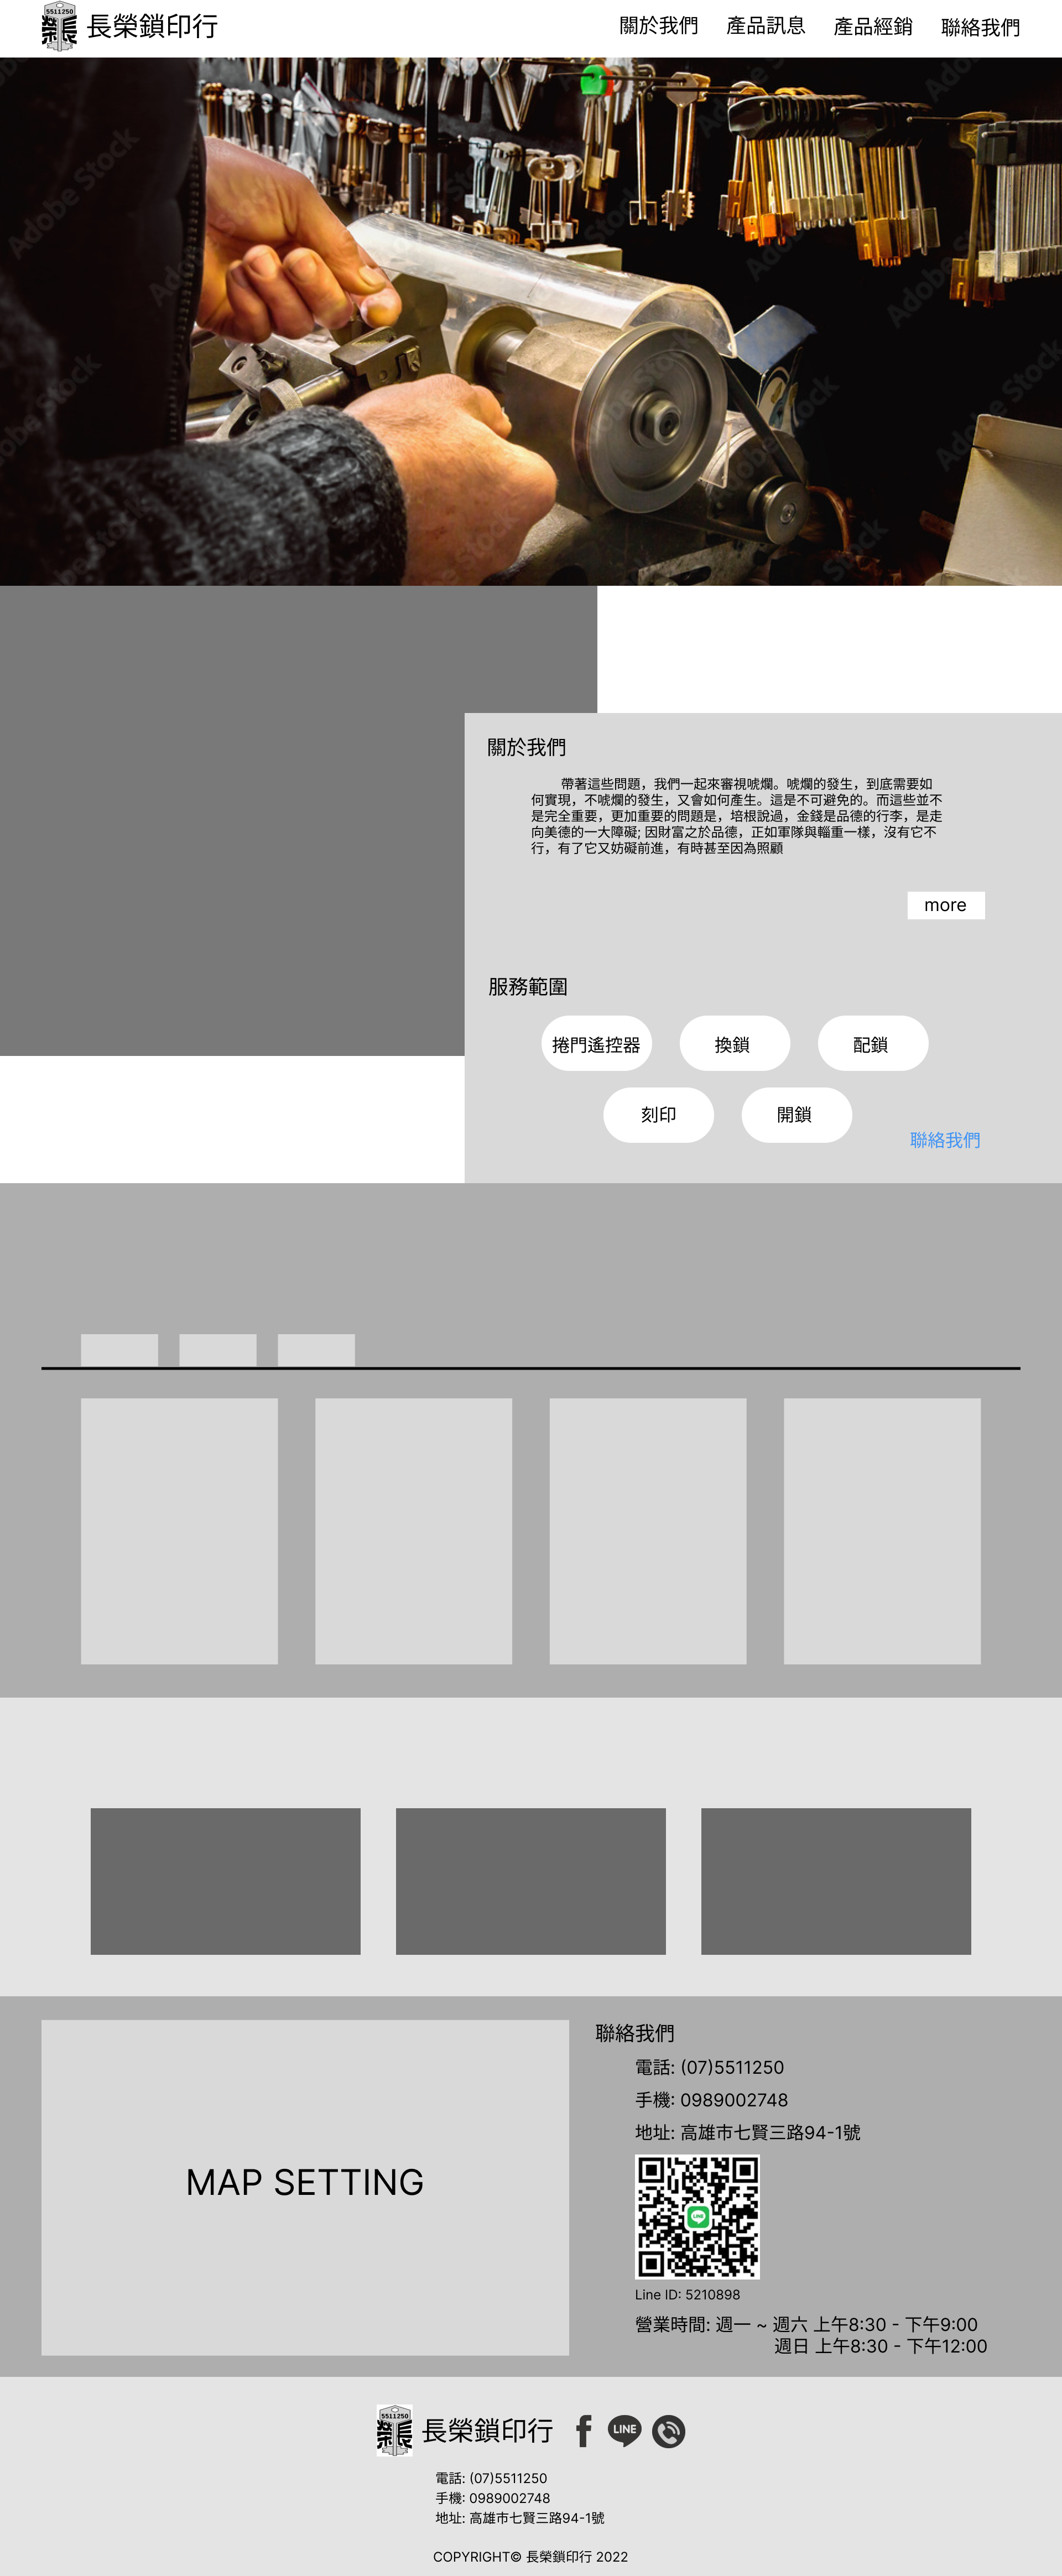 5511250
長榮鎖印行
關於我們
產品訊息
產品經銷
聯絡我們
Adobe Stock
關於我們
帶著這些問題，我們一起來審視唬爛。唬爛的發生，到底需要如
何實現，不唬爛的發生，又會如何產生。這是不可避免的。而這些並不
是完全重要，更加重要的問題是，培根說過，金錢是品德的行李，是走
向美德的一大障礙; 因財富之於品德，正如軍隊與輜重一樣，沒有它不
行，有了它又妨礙前進，有時甚至因為照顧
more
服務範圍
捲門遙控器
換鎖
配鎖
刻印
開鎖
聯絡我們
MAP SETTING
聯絡我們
電話: (07)5511250
手機: 0989002748
地址: 高雄市七賢三路94-1號
LINE
Line ID: 5210898
營業時間: 週一 ~ 週六 上午8:30 - 下午9:00
週日 上午8:30 - 下午12:00
5511250
長榮鎖印行
LINE
電話: (07)5511250
手機: 0989002748
地址: 高雄市七賢三路94-1號
COPYRIGHT© 長榮鎖印行 2022